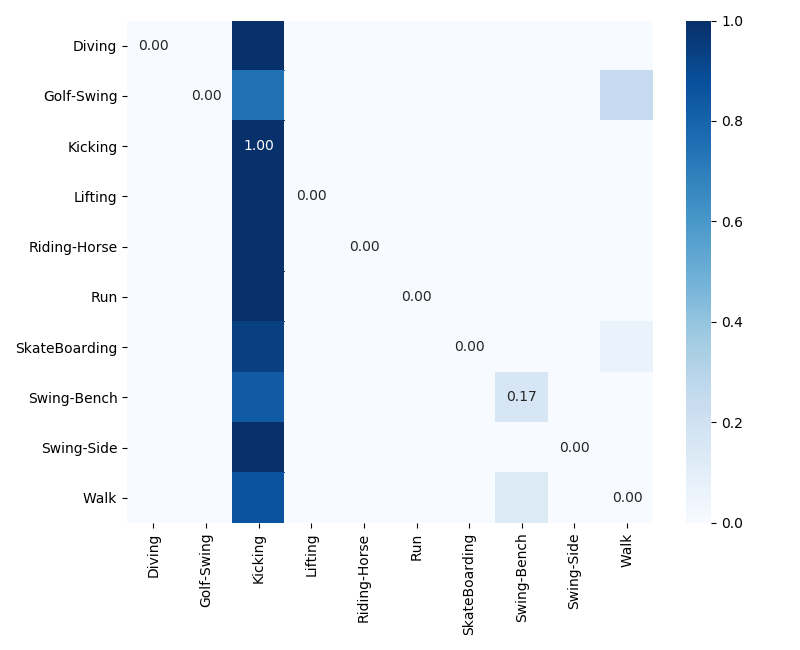 Diving
Golf-Swing
Kicking
Lifting
Riding-Horse
Run
SkateBoarding
Swing-Bench
Swing-Side
Walk
0.00
0.00
1.00
0.00
0.00
0.00
0.00
0.17
0.00
0.00
Diving
Golf-Swing
Kicking
Lifting
Riding-Horse
Run
SkateBoarding
Swing-Bench
Swing-Side
Walk
1.0
0.8
0.6
0.4
0.2
0.0